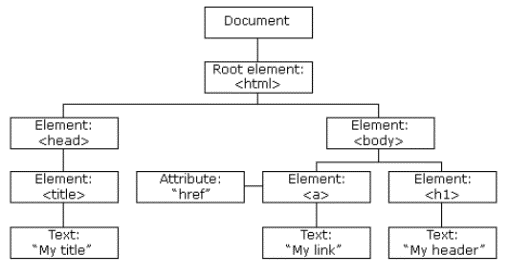 Document
Root element:
<html>
Element:
<head>
Element:
<body>
Element:
<title>
Attribute:
“href”
Element:
<a>
Element:
<h1>
Text:
“My title”
Text:
“My link”
Text:
“My header”